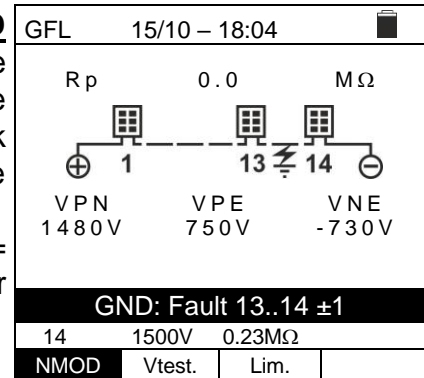 GFL 15/10 – 18:04
Rp 0.0 MΩ
1 13 14
VPN VPE VNE
1480V 750V -730V
GND: Fault 13..14 ±1
14 1500V 0.23MΩ
NMOD Vtest. Lim.